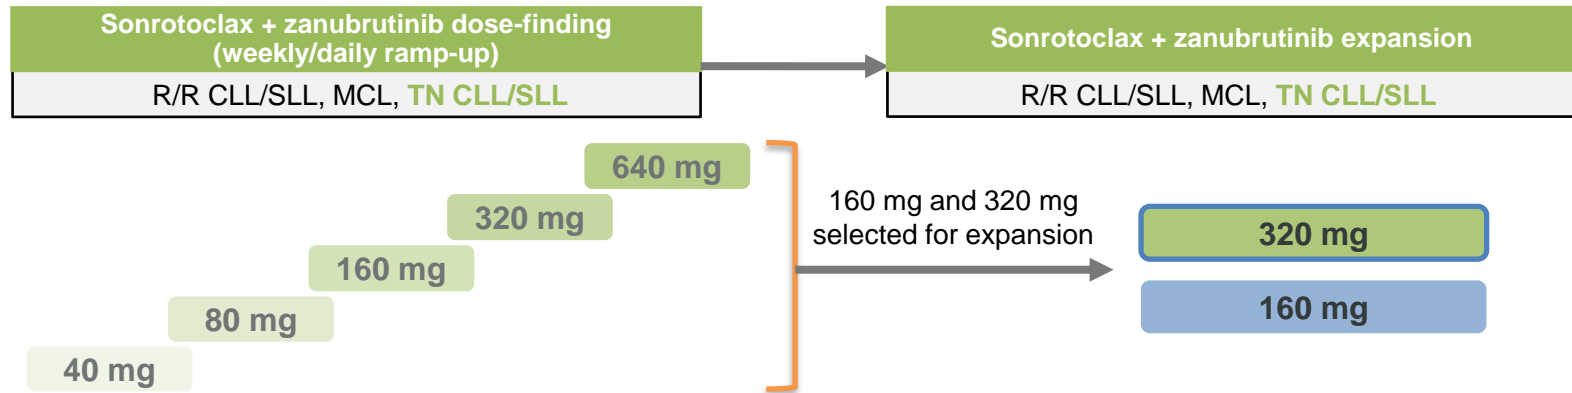 Sonrotoclax + zanubrutinib dose-finding
(weekly/daily ramp-up)
R/R CLL/SLL, MCL, TN CLL/SLL
Sonrotoclax + zanubrutinib expansion
R/R CLL/SLL, MCL, TN CLL/SLL
640 mg
320 mg
160 mg
80 mg
40 mg
160 mg and 320 mg
selected for expansion
320 mg
160 mg